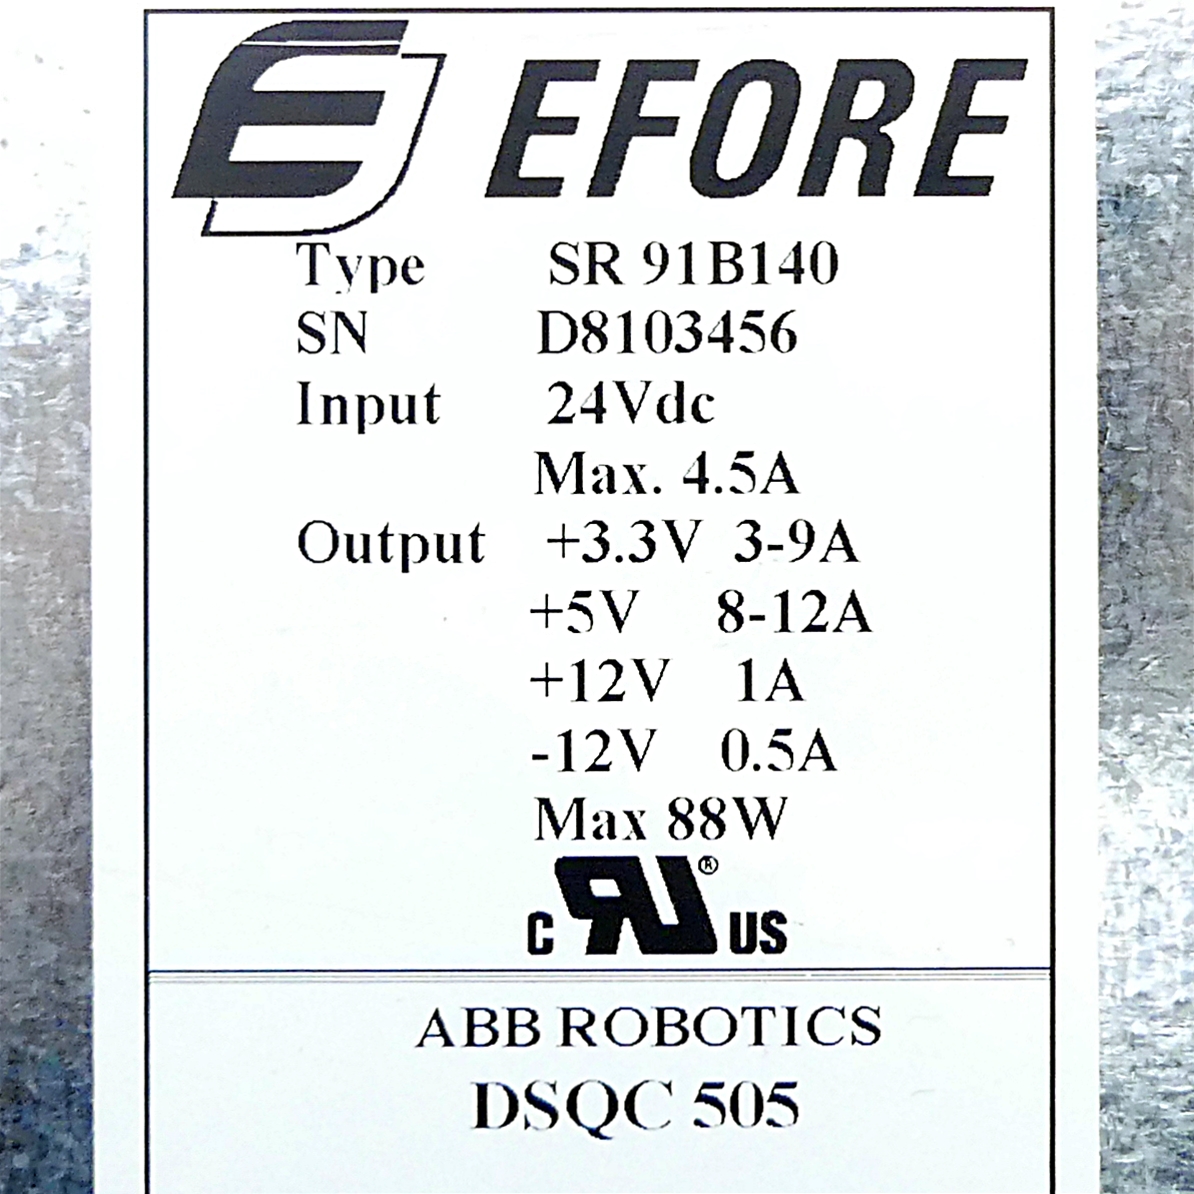 EFORE
Type SR 91B140
SN D8103456
Input 24Vdc
Max. 4.5A
Output +3.3V 3-9A
+5V 8-12A
+12V 1A
-12V 0.5A
Max 88W
C RU® US
ABB ROBOTICS
DSQC 505